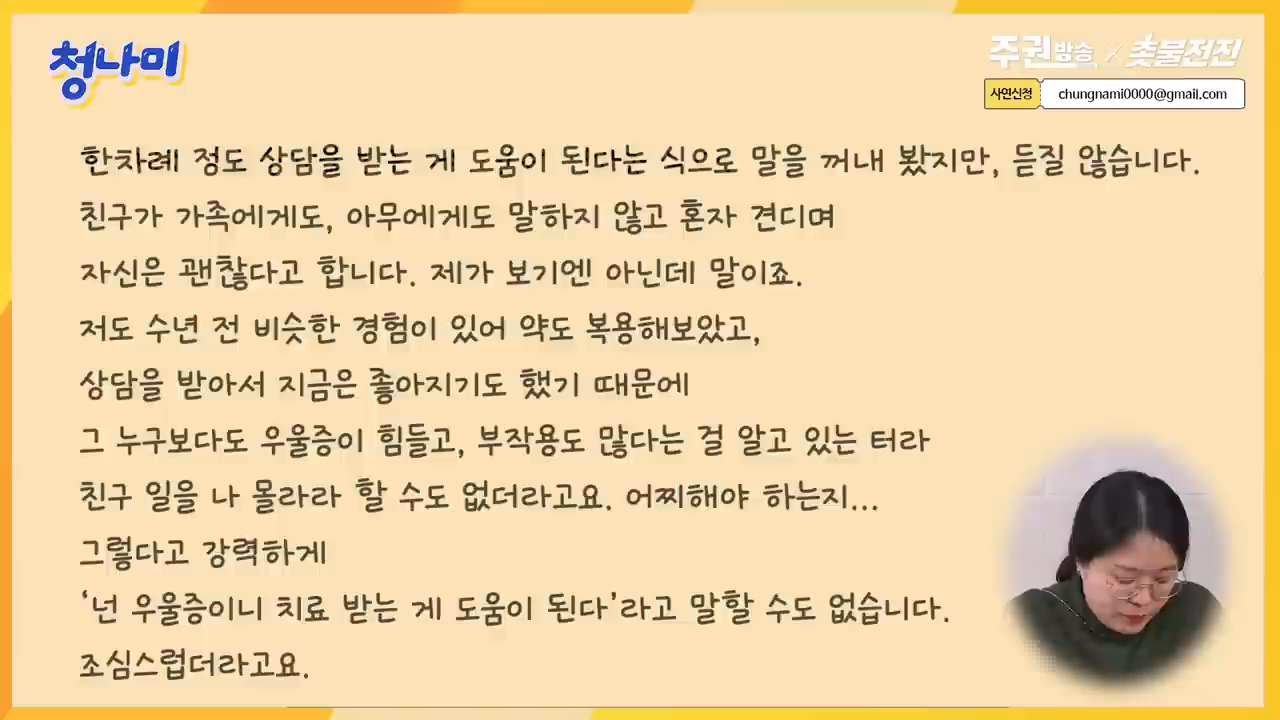 청나미
주권방송 × 촛불전진
사연신청 chungnami0000@gmail.com
한차례 정도 상담을 받는 게 도움이 된다는 식으로 말을 꺼내 봤지만, 듣질 않습니다.
친구가 가족에게도, 아무에게도 말하지 않고 혼자 견디며
자신은 괜찮다고 합니다. 제가 보기엔 아닌데 말이죠.
저도 수년 전 비슷한 경험이 있어 약도 복용해보았고,
상담을 받아서 지금은 좋아지기도 했기 때문에
그 누구보다도 우울증이 힘들고, 부작용도 많다는 걸 알고 있는 터라
친구 일을 나 몰라라 할 수도 없더라고요. 어찌해야 하는지...
그렇다고 강력하게
‘넌 우울증이니 치료 받는 게 도움이 된다’라고 말할 수도 없습니다.
조심스럽더라고요.